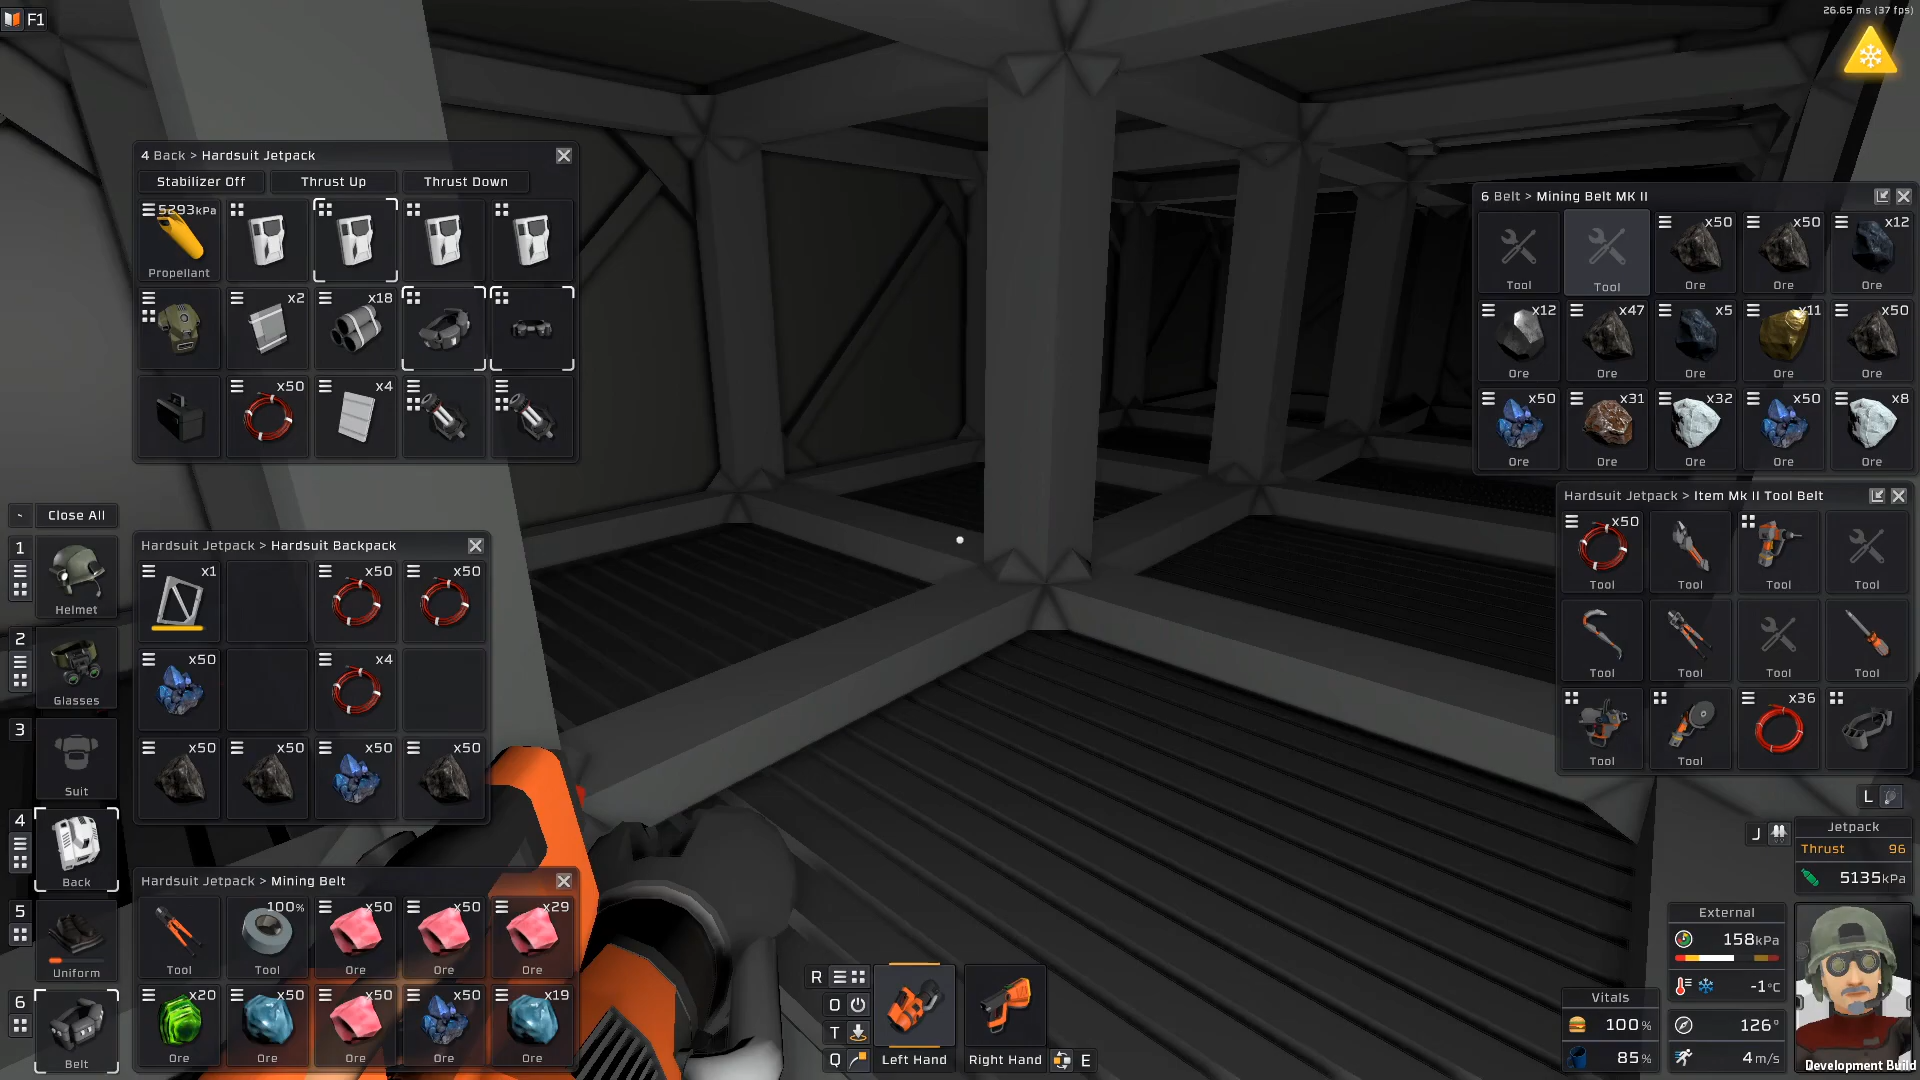 F1
26.65 ms (37 fps)
4 Back > Hardsuit Jetpack
Stabilizer Off
Thrust Up
Thrust Down
5293kPa
Propellant
x2
x18
x50
x4
6 Belt > Mining Belt MK II
Tool
Tool
x50
Ore
x50
Ore
x12
Ore
x12
Ore
x47
Ore
x5
Ore
x11
Ore
x50
Ore
x50
Ore
x31
Ore
x32
Ore
x50
Ore
x8
Ore
Hardsuit Jetpack > Item Mk II Tool Belt
x50
Tool
Tool
Tool
Tool
Tool
Tool
Tool
Tool
Tool
Tool
x36
Tool
~
Close All
1
Helmet
2
Glasses
3
Suit
4
Back
5
Uniform
6
Belt
Hardsuit Jetpack > Hardsuit Backpack
x1
x50
x50
x50
x4
x50
x50
x50
x50
Hardsuit Jetpack > Mining Belt
Tool
100%
Tool
x50
Ore
x50
Ore
x29
Ore
x20
Ore
x50
Ore
x50
Ore
x50
Ore
x19
Ore
R
O
T
Q
Left Hand
Right Hand
E
L
J
Jetpack
Thrust 96
5135kPa
External
158kPa
-1°C
126°
4m/s
Vitals
100%
85%
Development Build